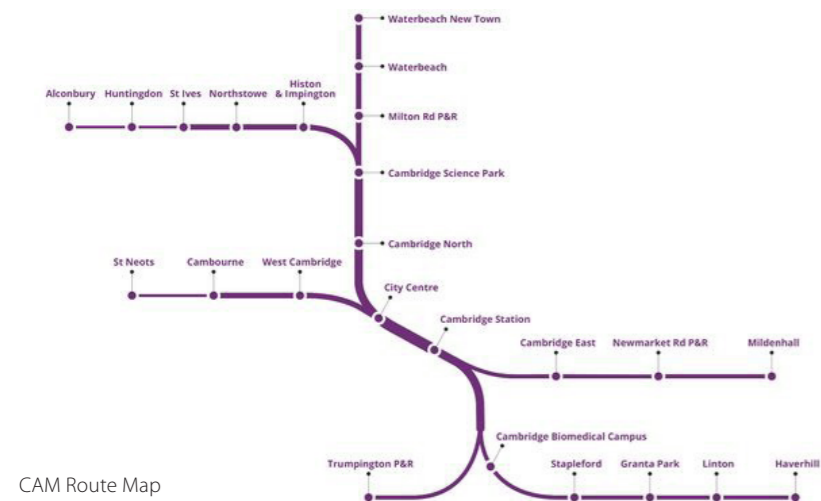 Waterbeach New Town
Waterbeach
Histon
& Impington
Alconbury
Huntingdon
St Ives
Northstowe
Milton Rd P&R
Cambridge Science Park
Cambridge North
St Neots
Cambourne
West Cambridge
City Centre
Cambridge Station
Cambridge East
Newmarket Rd P&R
Mildenhall
Cambridge Biomedical Campus
Trumpington P&R
Stapleford
Granta Park
Linton
Haverhill
CAM Route Map